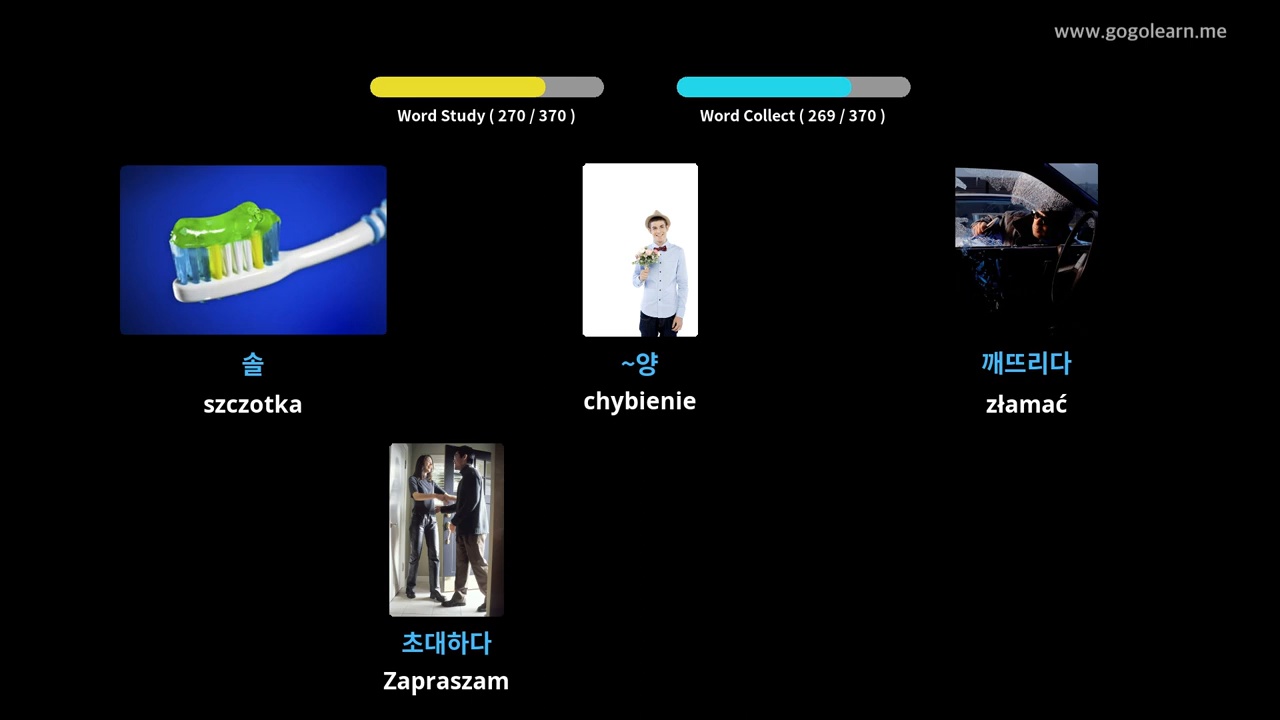 www.gogolearn.me
Word Study ( 270 / 370 )
Word Collect ( 269 / 370 )
솔
szczotka
~양
chybienie
깨뜨리다
złamać
초대하다
Zapraszam